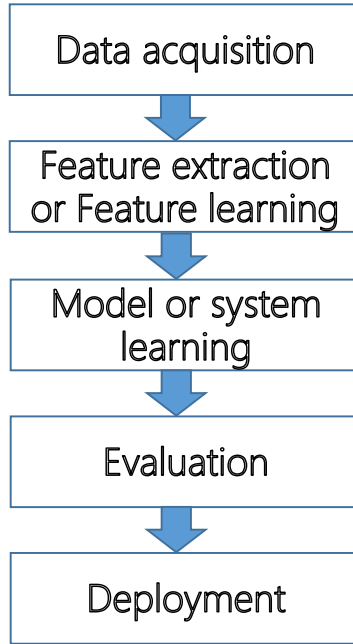 Data acquisition
Feature extraction
or Feature learning
Model or system
learning
Evaluation
Deployment